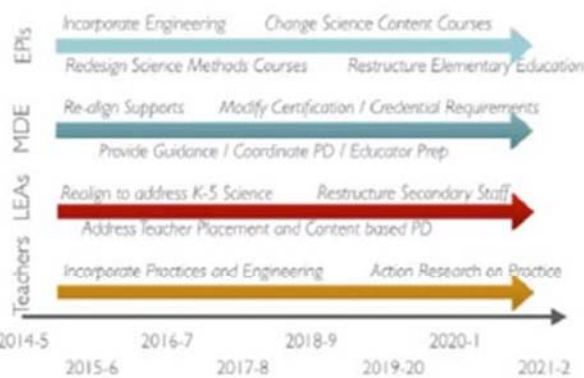 EPIs
Incorporate Engineering Change Science Content Courses
Redesign Science Methods Courses Restructure Elementary Education
MDE
Re-align Supports Modify Certification / Credential Requirements
Provide Guidance / Coordinate PD / Educator Prep
LEAs
Realign to address K-5 Science Restructure Secondary Staff
Address Teacher Placement and Content based PD
Teachers
Incorporate Practices and Engineering Action Research on Practice
2014-5 2016-7 2018-9 2020-1
2015-6 2017-8 2019-20 2021-2